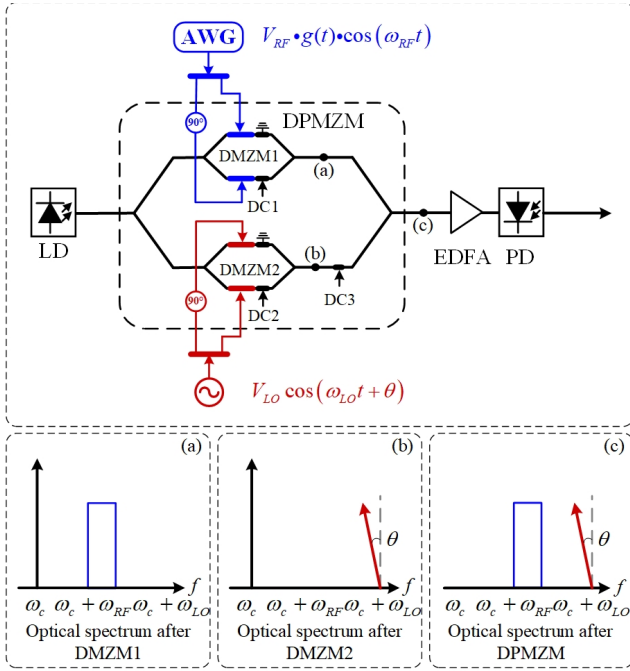 AWG
V_RF•g(t)•cos(ω_RF t)
90°
DPMZM
DMZM1
(a)
DC1
LD
(c)
EDFA PD
DMZM2
(b)
90°
DC2
DC3
V_LO cos(ω_LO t+θ)
(a)
f
ω_c ω_c + ω_RF ω_c + ω_LO
Optical spectrum after
DMZM1
(b)
θ
f
ω_c ω_c + ω_RF ω_c + ω_LO
Optical spectrum after
DMZM2
(c)
θ
f
ω_c ω_c + ω_RF ω_c + ω_LO
Optical spectrum after
DPMZM